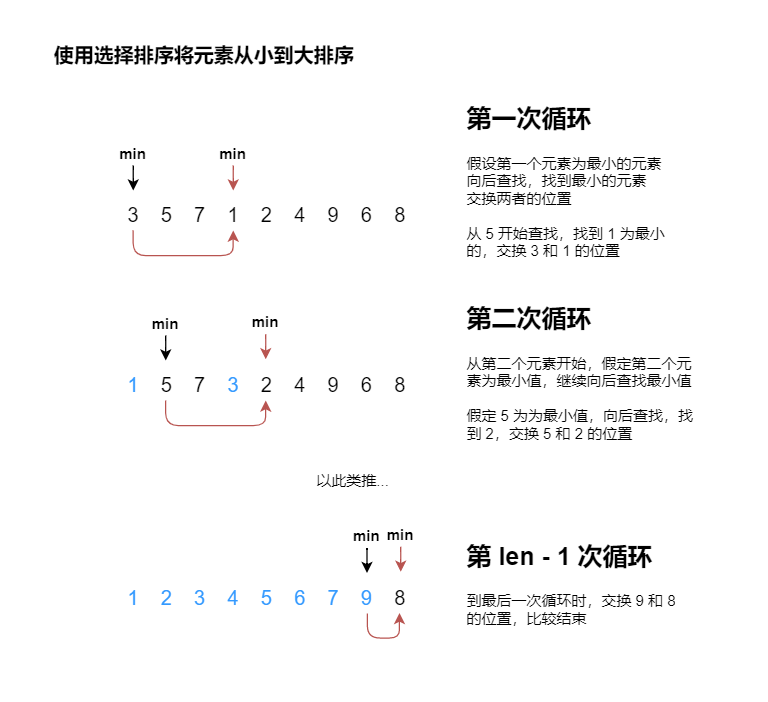 使用选择排序将元素从小到大排序
第一次循环
min min
3 5 7 1 2 4 9 6 8
假设第一个元素为最小的元素
向后查找，找到最小的元素
交换两者的位置
从 5 开始查找，找到 1 为最小
的，交换 3 和 1 的位置
第二次循环
min min
1 5 7 3 2 4 9 6 8
从第二个元素开始，假定第二个元
素为最小值，继续向后查找最小值
假定 5 为为最小值，向后查找，找
到 2，交换 5 和 2 的位置
以此类推...
第 len - 1 次循环
min min
1 2 3 4 5 6 7 9 8
到最后一次循环时，交换 9 和 8
的位置，比较结束